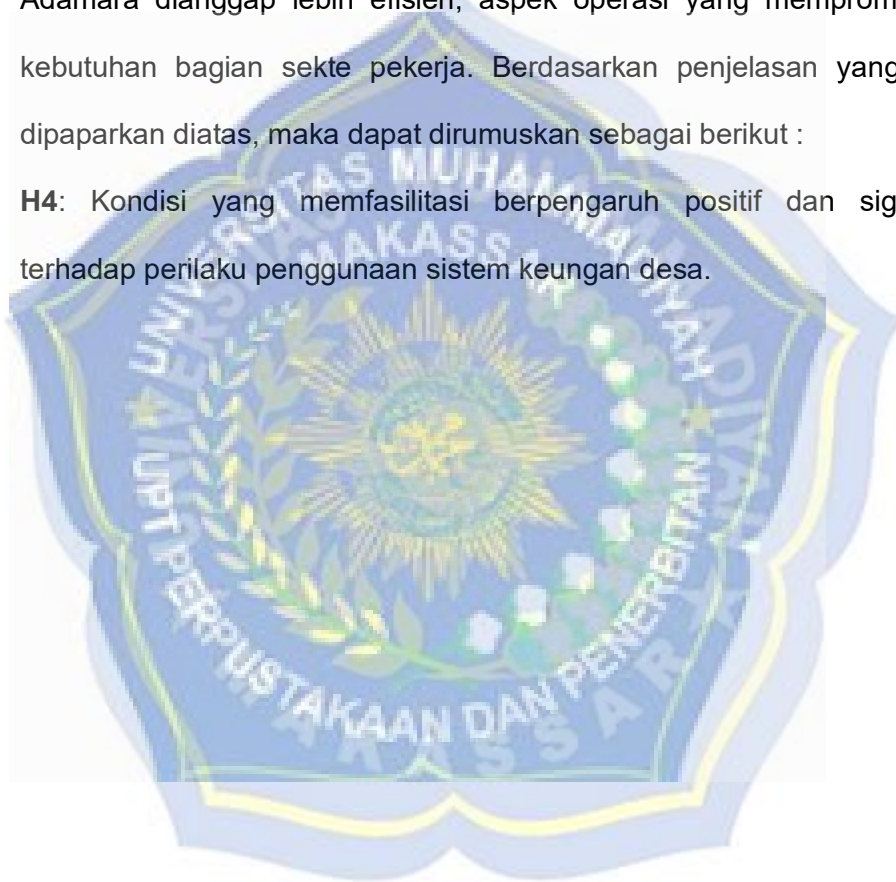 Adamara dianggap lebih efisien, aspek operasi yang memprom
kebutuhan bagian sekte pekerja. Berdasarkan penjelasan yang
dipaparkan diatas, maka dapat dirumuskan sebagai berikut :
H4: Kondisi yang memfasilitasi berpengaruh positif dan sig
terhadap perilaku penggunaan sistem keungan desa.
UNIVERSITAS MUHAMMADIYAH
MAKASSAR
UPT PERPUSTAKAAN DAN PENERBITAN